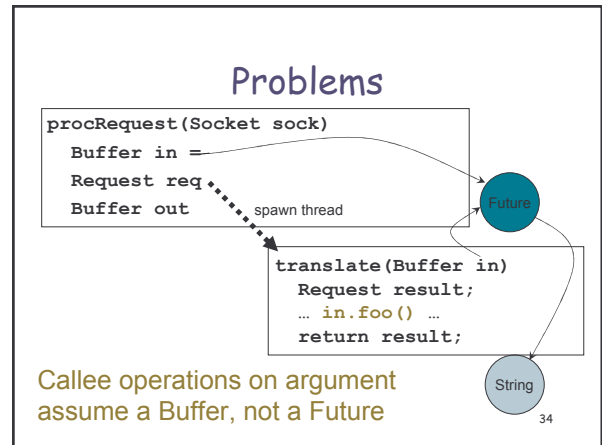 Problems
procRequest(Socket sock)
Buffer in =
Request req
Buffer out
spawn thread
Future
translate(Buffer in)
Request result;
… in.foo() …
return result;
Callee operations on argument
assume a Buffer, not a Future
String
34